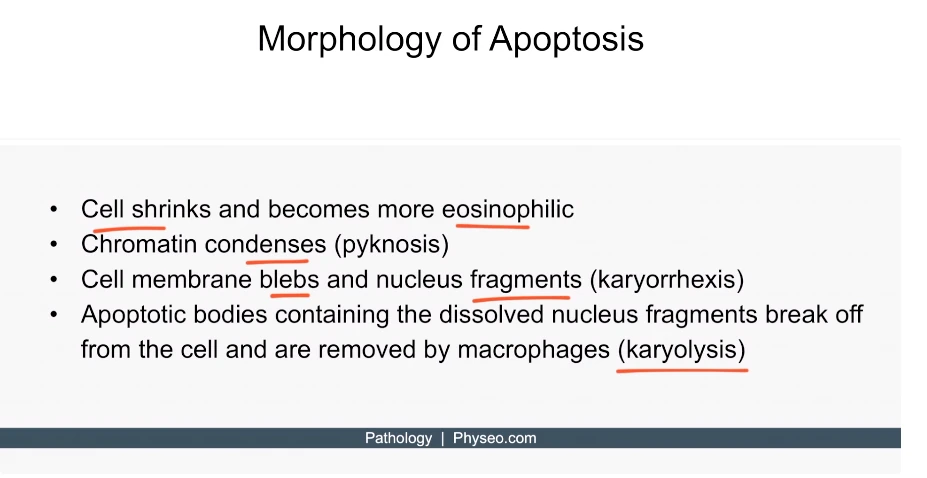 Morphology of Apoptosis
• Cell shrinks and becomes more eosinophilic
• Chromatin condenses (pyknosis)
• Cell membrane blebs and nucleus fragments (karyorrhexis)
• Apoptotic bodies containing the dissolved nucleus fragments break off
from the cell and are removed by macrophages (karyolysis)
Pathology | Physeo.com